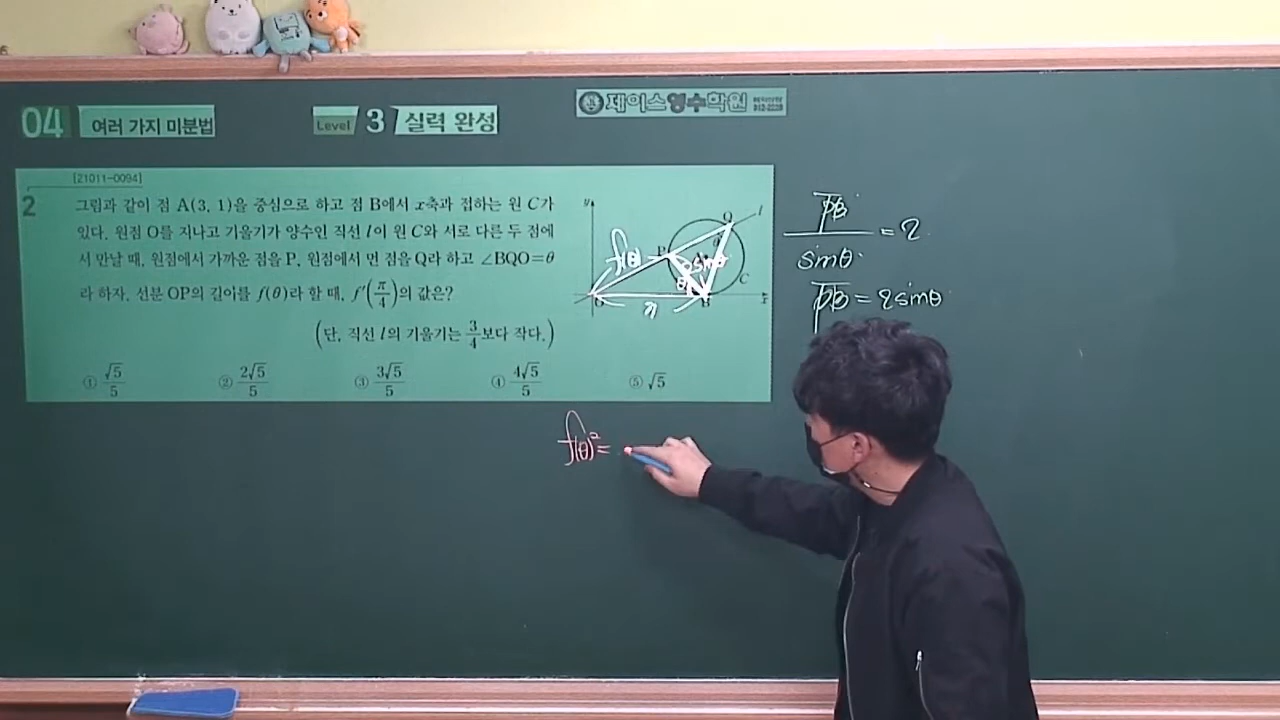 04 여러 가지 미분법
Level 3 실력 완성
제이스영수학원
[21011-0094]
2
그림과 같이 점 A(3, 1)을 중심으로 하고 점 B에서 x축과 접하는 원 C가
있다. 원점 O를 지나고 기울기가 양수인 직선 l이 원 C와 서로 다른 두 점에
서 만날 때, 원점에서 가까운 점을 P, 원점에서 먼 점을 Q라 하고 ∠BQO=θ
라 하자. 선분 OP의 길이를 f(θ)라 할 때, f′(π/4)의 값은?
(단, 직선 l의 기울기는 3/4보다 작다.)
① √5/5 ② 2√5/5 ③ 3√5/5 ④ 4√5/5 ⑤ √5
y
Q
l
f(θ)
P
2sinθ
θ
C
O
B
x
PB/sinθ = 2
PB = 2sinθ
f(θ)² =